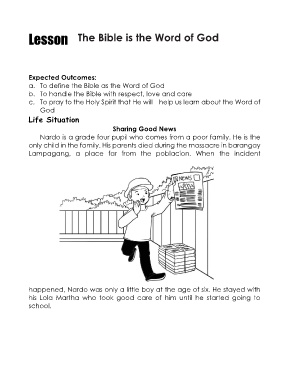 Lesson The Bible is the Word of God
Expected Outcomes:
a. To define the Bible as the Word of God
b. To handle the Bible with respect, love and care
c. To pray to the Holy Spirit that He will help us learn about the Word of
God
Life Situation
Sharing Good News
Nardo is a grade four pupil who comes from a poor family. He is the
only child in the family. His parents died during the massacre in barangay
Lampagang, a place far from the poblacion. When the incident
NEWS
happened, Nardo was only a little boy at the age of six. He stayed with
his Lola Martha who took good care of him until he started going to
school.